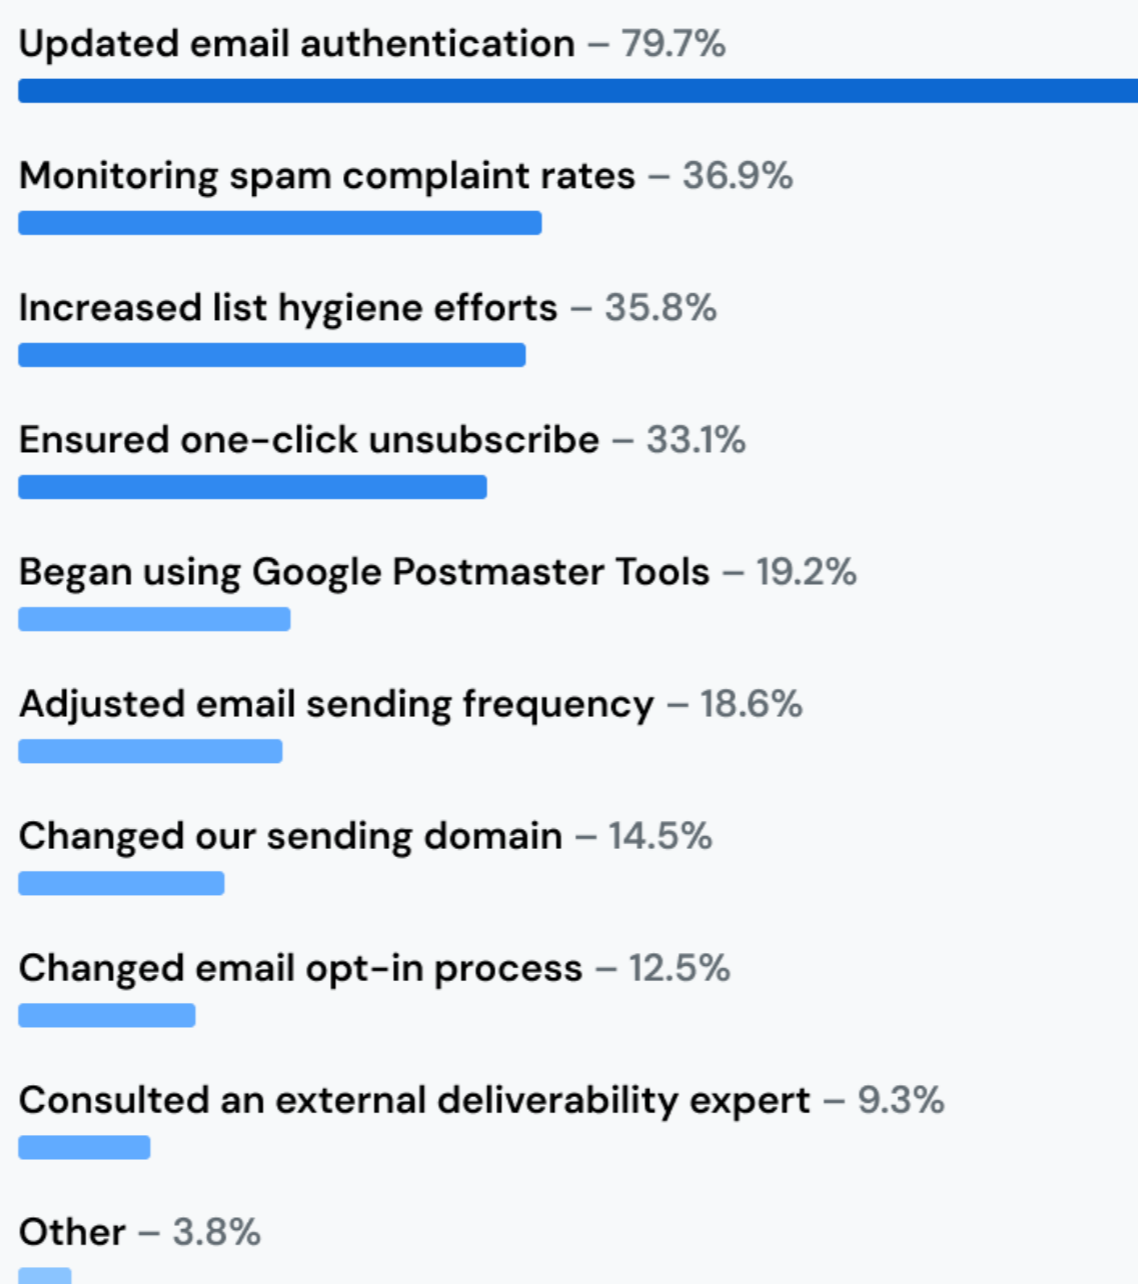 Updated email authentication – 79.7%
Monitoring spam complaint rates – 36.9%
Increased list hygiene efforts – 35.8%
Ensured one-click unsubscribe – 33.1%
Began using Google Postmaster Tools – 19.2%
Adjusted email sending frequency – 18.6%
Changed our sending domain – 14.5%
Changed email opt-in process – 12.5%
Consulted an external deliverability expert – 9.3%
Other – 3.8%